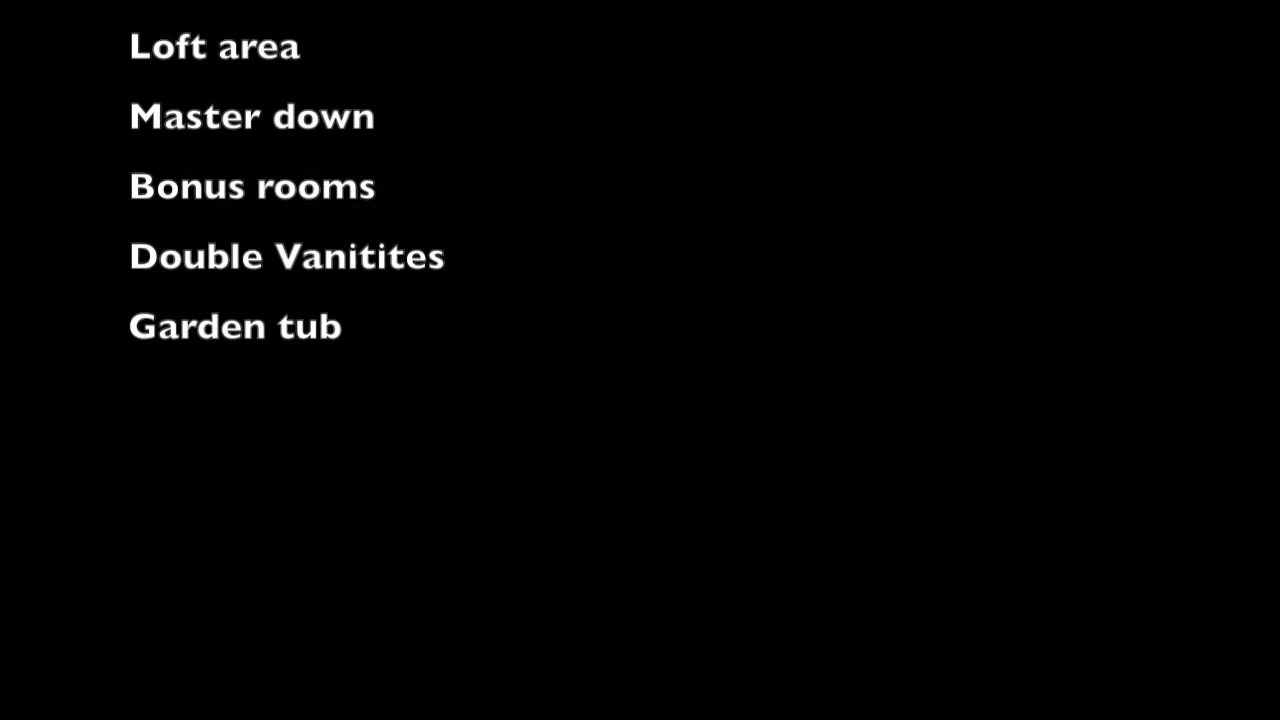 Loft area
Master down
Bonus rooms
Double Vanitites
Garden tub